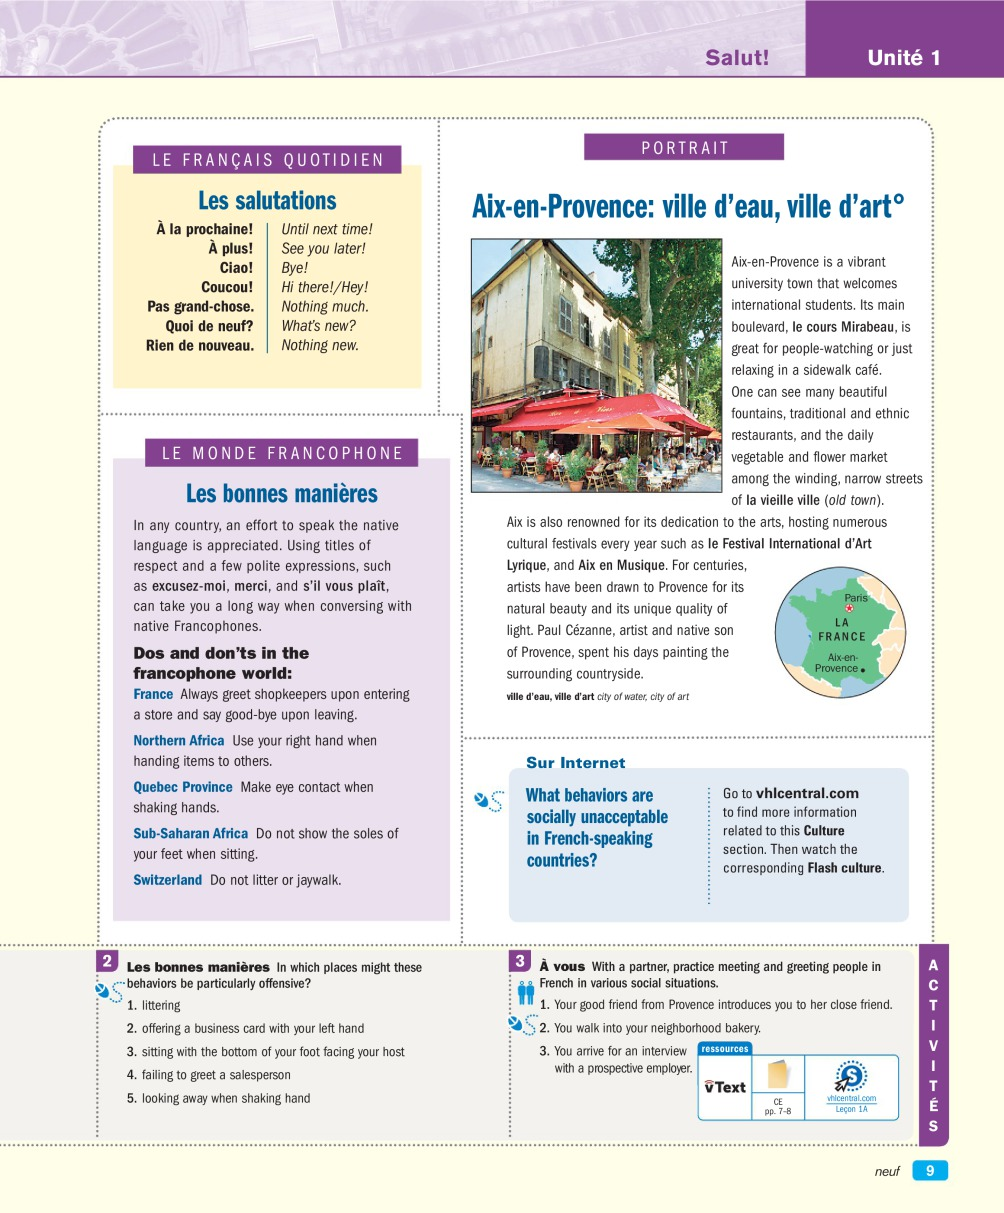 Salut!
Unité 1
LE FRANÇAIS QUOTIDIEN
Les salutations
À la prochaine! Until next time!
À plus! See you later!
Ciao! Bye!
Coucou! Hi there!/Hey!
Pas grand-chose. Nothing much.
Quoi de neuf? What's new?
Rien de nouveau. Nothing new.
LE MONDE FRANCOPHONE
Les bonnes manières
In any country, an effort to speak the native
language is appreciated. Using titles of
respect and a few polite expressions, such
as excusez-moi, merci, and s'il vous plaît,
can take you a long way when conversing with
native Francophones.
Dos and don'ts in the
francophone world:
France Always greet shopkeepers upon entering
a store and say good-bye upon leaving.
Northern Africa Use your right hand when
handing items to others.
Quebec Province Make eye contact when
shaking hands.
Sub-Saharan Africa Do not show the soles of
your feet when sitting.
Switzerland Do not litter or jaywalk.
PORTRAIT
Aix-en-Provence: ville d'eau, ville d'art°
Aix-en-Provence is a vibrant
university town that welcomes
international students. Its main
boulevard, le cours Mirabeau, is
great for people-watching or just
relaxing in a sidewalk café.
One can see many beautiful
fountains, traditional and ethnic
restaurants, and the daily
vegetable and flower market
among the winding, narrow streets
of la vieille ville (old town).
Aix is also renowned for its dedication to the arts, hosting numerous
cultural festivals every year such as le Festival International d'Art
Lyrique, and Aix en Musique. For centuries,
artists have been drawn to Provence for its
natural beauty and its unique quality of
light. Paul Cézanne, artist and native son
of Provence, spent his days painting the
surrounding countryside.
ville d'eau, ville d'art city of water, city of art
Paris
LA
FRANCE
Aix-en-
Provence
Sur Internet
What behaviors are
socially unacceptable
in French-speaking
countries?
Go to vhlcentral.com
to find more information
related to this Culture
section. Then watch the
corresponding Flash culture.
2 Les bonnes manières In which places might these
behaviors be particularly offensive?
1. littering
2. offering a business card with your left hand
3. sitting with the bottom of your foot facing your host
4. failing to greet a salesperson
5. looking away when shaking hand
3 À vous With a partner, practice meeting and greeting people in
French in various social situations.
1. Your good friend from Provence introduces you to her close friend.
2. You walk into your neighborhood bakery.
3. You arrive for an interview
with a prospective employer.
ressources
vText
CE
pp. 7-8
S
vhlcentral.com
Leçon 1A
ACTIVITÉS
neuf 9